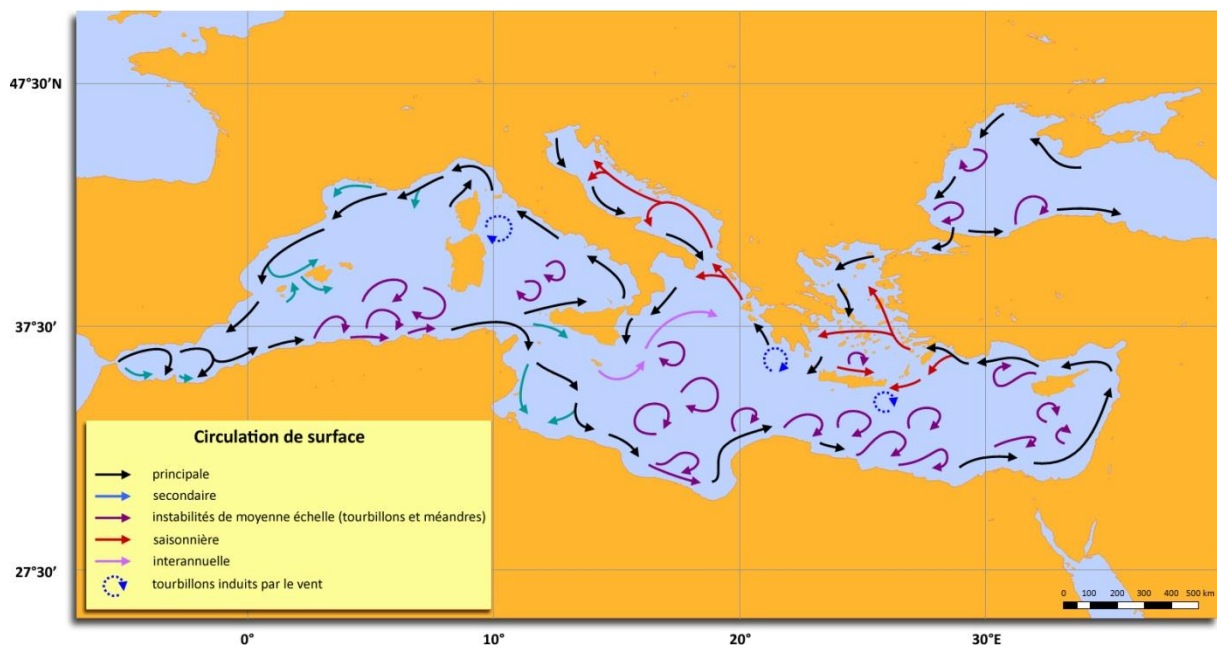 47°30'N
37°30'
27°30'
Circulation de surface
principale
secondaire
instabilités de moyenne échelle (tourbillons et méandres)
saisonnière
interannuelle
tourbillons induits par le vent
0 100 200 300 400 500 km
0° 10° 20° 30°E